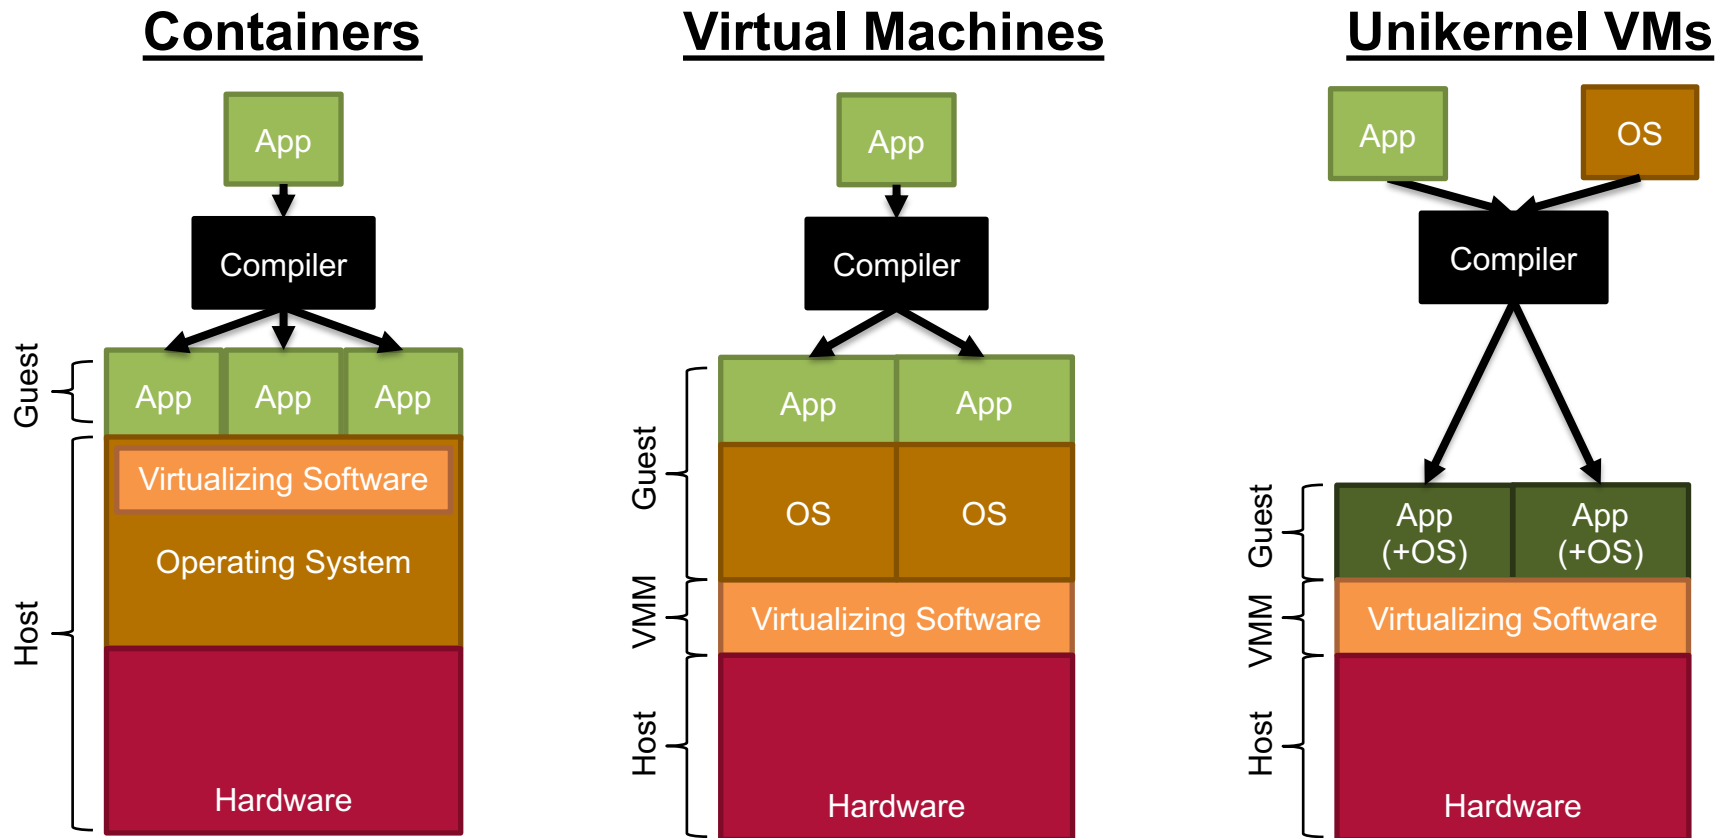 Containers
App
Compiler
Guest
App
App
App
Host
Virtualizing Software
Operating System
Hardware
Virtual Machines
App
Compiler
Guest
App
App
OS
OS
VMM
Virtualizing Software
Host
Hardware
Unikernel VMs
App
OS
Compiler
Guest
App
(+OS)
App
(+OS)
VMM
Virtualizing Software
Host
Hardware